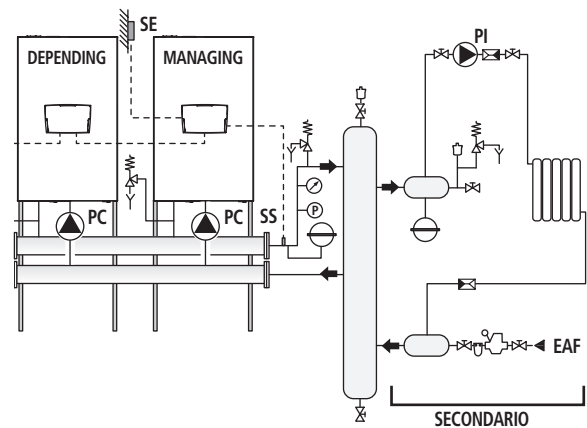 SE
DEPENDING
MANAGING
PI
PC
PC
SS
P
EAF
SECONDARIO